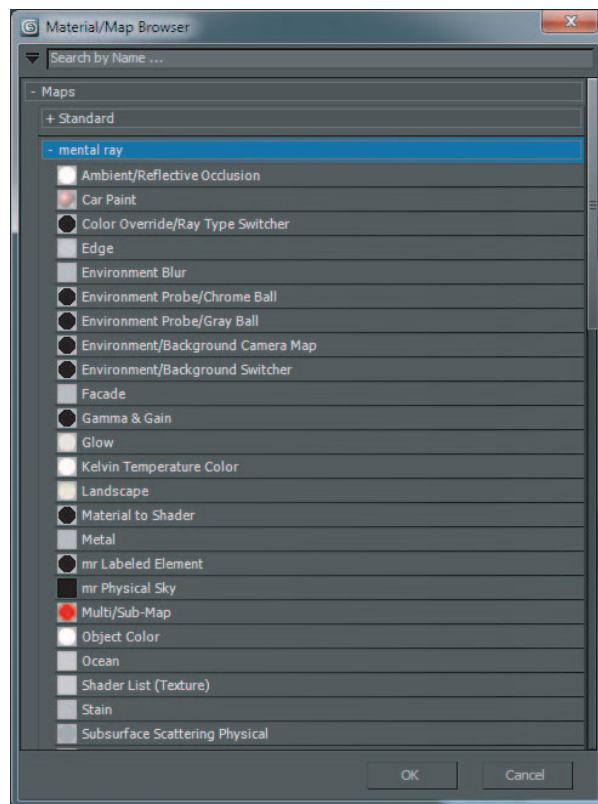 Material/Map Browser
Search by Name ...
- Maps
+ Standard
- mental ray
Ambient/Reflective Occlusion
Car Paint
Color Override/Ray Type Switcher
Edge
Environment Blur
Environment Probe/Chrome Ball
Environment Probe/Gray Ball
Environment/Background Camera Map
Environment/Background Switcher
Facade
Gamma & Gain
Glow
Kelvin Temperature Color
Landscape
Material to Shader
Metal
mr Labeled Element
mr Physical Sky
Multi/Sub-Map
Object Color
Ocean
Shader List (Texture)
Stain
Subsurface Scattering Physical
OK Cancel